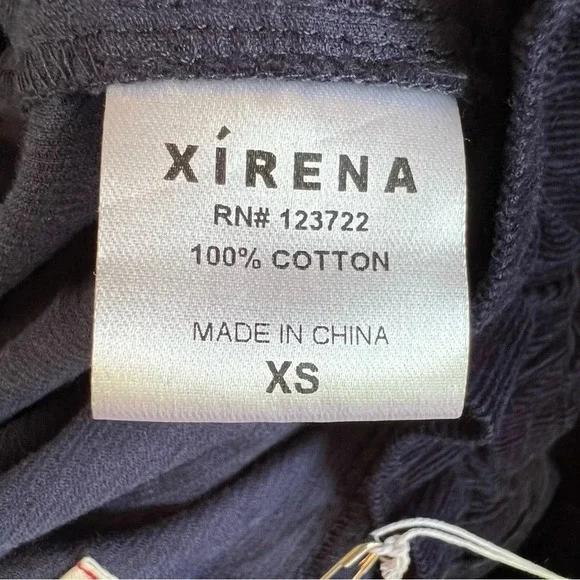 XÍRENA
RN# 123722
100% COTTON
MADE IN CHINA
XS